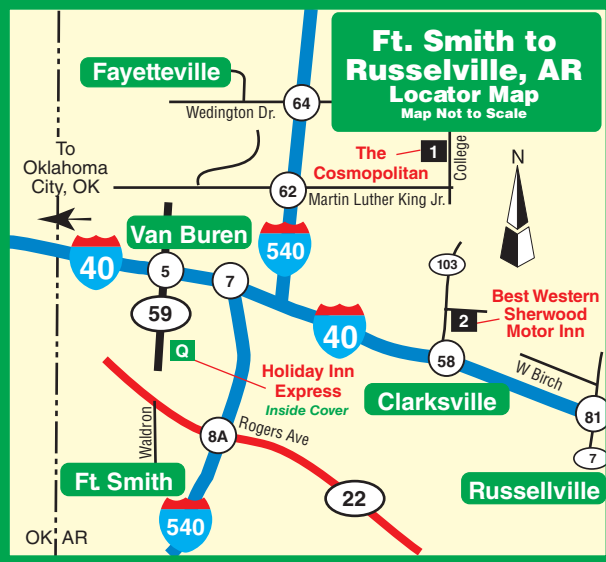 Ft. Smith to
Russelville, AR
Locator Map
Map Not to Scale
Fayetteville
64
Wedington Dr.
To
Oklahoma
City, OK
The
Cosmopolitan
1
College
N
62
Martin Luther King Jr.
Van Buren
540
40
5
7
59
103
Best Western
Sherwood
Motor Inn
2
40
58
Q
Holiday Inn
Express
Inside Cover
W Birch
Clarksville
81
Waldron
8A
Rogers Ave
7
Ft. Smith
22
Russellville
540
OK
AR